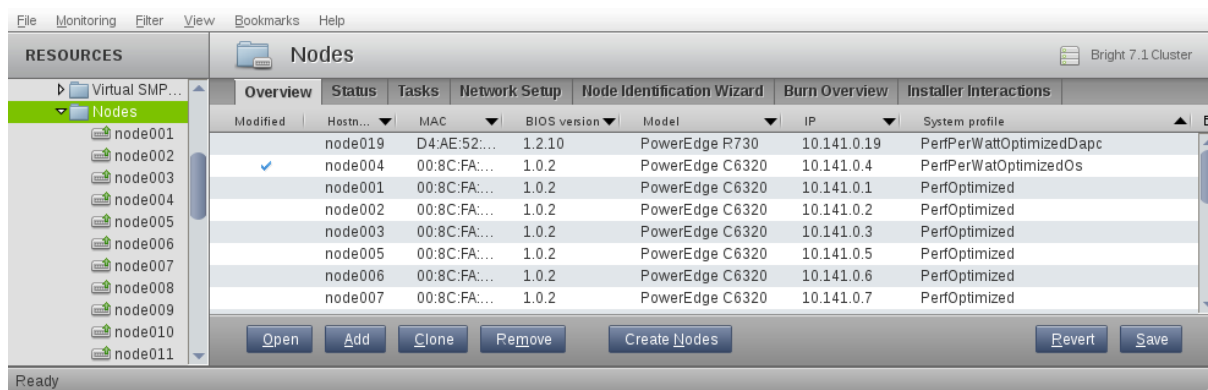 File Monitoring Filter View Bookmarks Help
RESOURCES
Nodes
Bright 7.1 Cluster
Virtual SMP...
Nodes
node001
node002
node003
node004
node005
node006
node007
node008
node009
node010
node011
Overview Status Tasks Network Setup Node Identification Wizard Burn Overview Installer Interactions
Modified Hostn... MAC BIOS version Model IP System profile
node019 D4:AE:52:... 1.2.10 PowerEdge R730 10.141.0.19 PerfPerWattOptimizedDapc
node004 00:8C:FA:... 1.0.2 PowerEdge C6320 10.141.0.4 PerfPerWatOptimizedOs
node001 00:8C:FA:... 1.0.2 PowerEdge C6320 10.141.0.1 PerfOptimized
node002 00:8C:FA:... 1.0.2 PowerEdge C6320 10.141.0.2 PerfOptimized
node003 00:8C:FA:... 1.0.2 PowerEdge C6320 10.141.0.3 PerfOptimized
node005 00:8C:FA:... 1.0.2 PowerEdge C6320 10.141.0.5 PerfOptimized
node006 00:8C:FA:... 1.0.2 PowerEdge C6320 10.141.0.6 PerfOptimized
node007 00:8C:FA:... 1.0.2 PowerEdge C6320 10.141.0.7 PerfOptimized
Open Add Clone Remove Create Nodes Revert Save
Ready